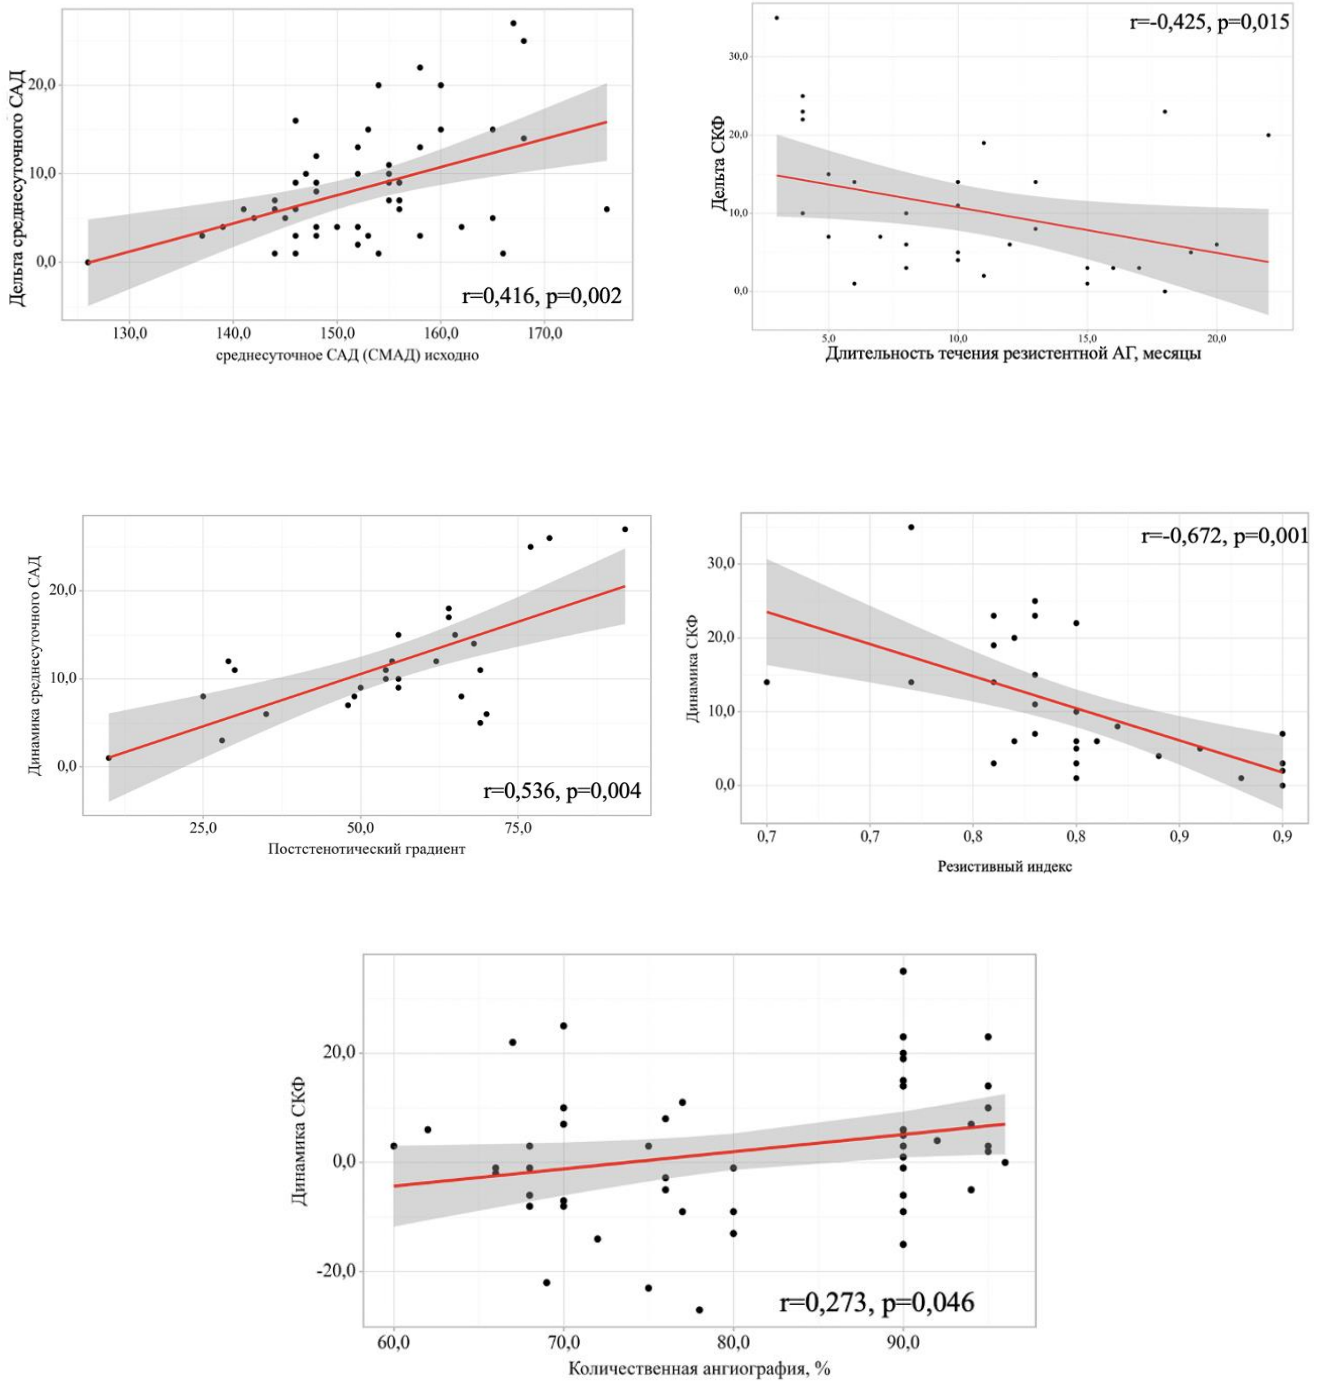 Дельта среднесуточного САД
20,0
10,0
0,0
r=0,416, p=0,002
130,0 140,0 150,0 160,0 170,0
среднесуточное САД (СМАД) исходно
r=-0,425, p=0,015
Дельта СКФ
30,0
20,0
10,0
0,0
5,0 10,0 15,0 20,0
Длительность течения резистентной АГ, месяцы
Динамика среднесуточного САД
20,0
10,0
0,0
r=0,536, p=0,004
25,0 50,0 75,0
Постстенотический градиент
r=-0,672, p=0,001
Динамика СКФ
30,0
20,0
10,0
0,0
0,7 0,7 0,8 0,8 0,9 0,9
Резистивный индекс
Динамика СКФ
20,0
0,0
-20,0
r=0,273, p=0,046
60,0 70,0 80,0 90,0
Количественная ангиография, %